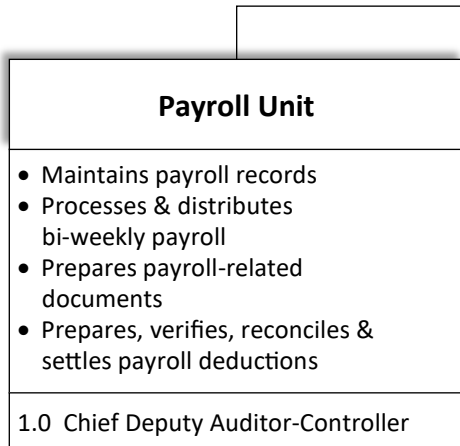 Payroll Unit
• Maintains payroll records
• Processes & distributes
bi-weekly payroll
• Prepares payroll-related
documents
• Prepares, verifies, reconciles &
settles payroll deductions
1.0 Chief Deputy Auditor-Controller